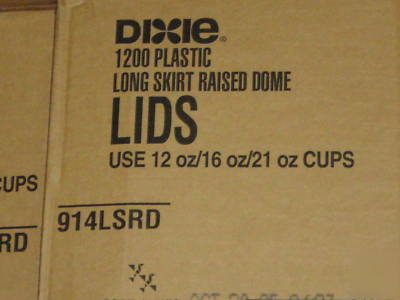 DIXIE®
1200 PLASTIC
LONG SKIRT RAISED DOME
LIDS
USE 12 oz/16 oz/21 oz CUPS
CUPS
914LSRD
RD